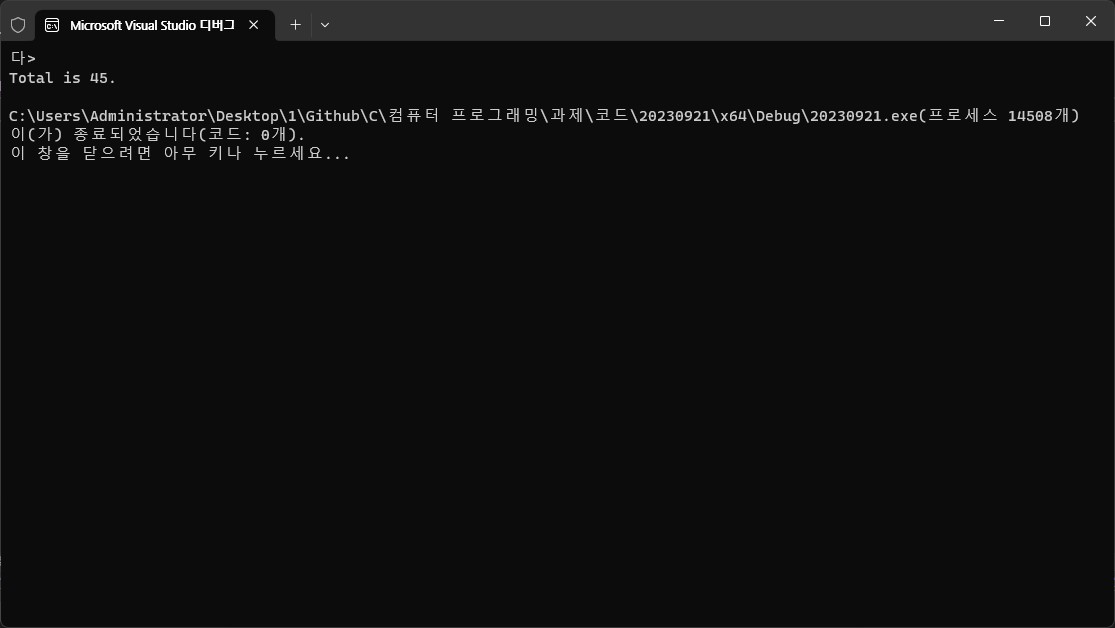 Microsoft Visual Studio 디버그
다>
Total is 45.
C:\Users\Administrator\Desktop\1\Github\C\컴퓨터 프로그래밍\과제\코드\20230921\x64\Debug\20230921.exe(프로세스 14508개)
이(가) 종료되었습니다(코드: 0개).
이 창을 닫으려면 아무 키나 누르세요...